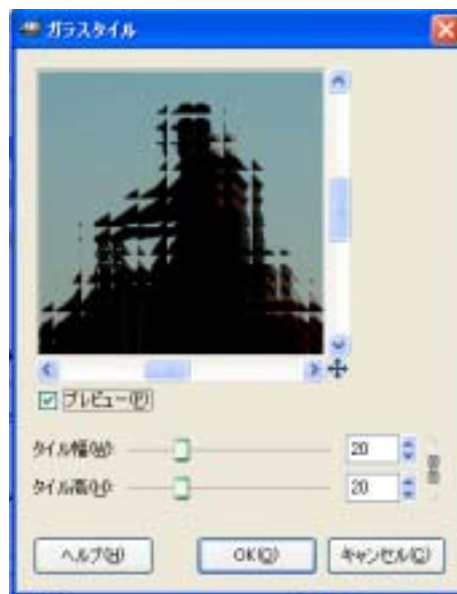 ガラスタイル
プレビュー(P)
タイル幅(W): 20
タイル高(H): 20
ヘルプ(H) OK(O) キャンセル(C)